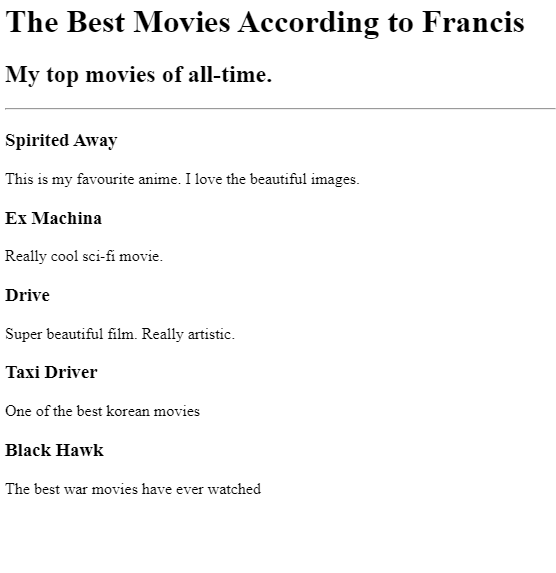 The Best Movies According to Francis
My top movies of all-time.
Spirited Away
This is my favourite anime. I love the beautiful images.
Ex Machina
Really cool sci-fi movie.
Drive
Super beautiful film. Really artistic.
Taxi Driver
One of the best korean movies
Black Hawk
The best war movies have ever watched